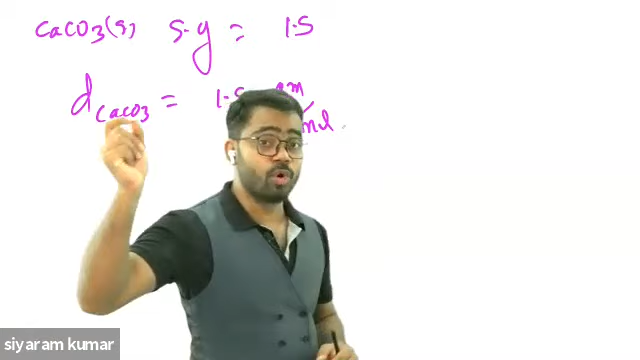 CaCO3(s) s.g = 1.5
dCaCO3 = 1.5 gm/ml
siyaram kumar